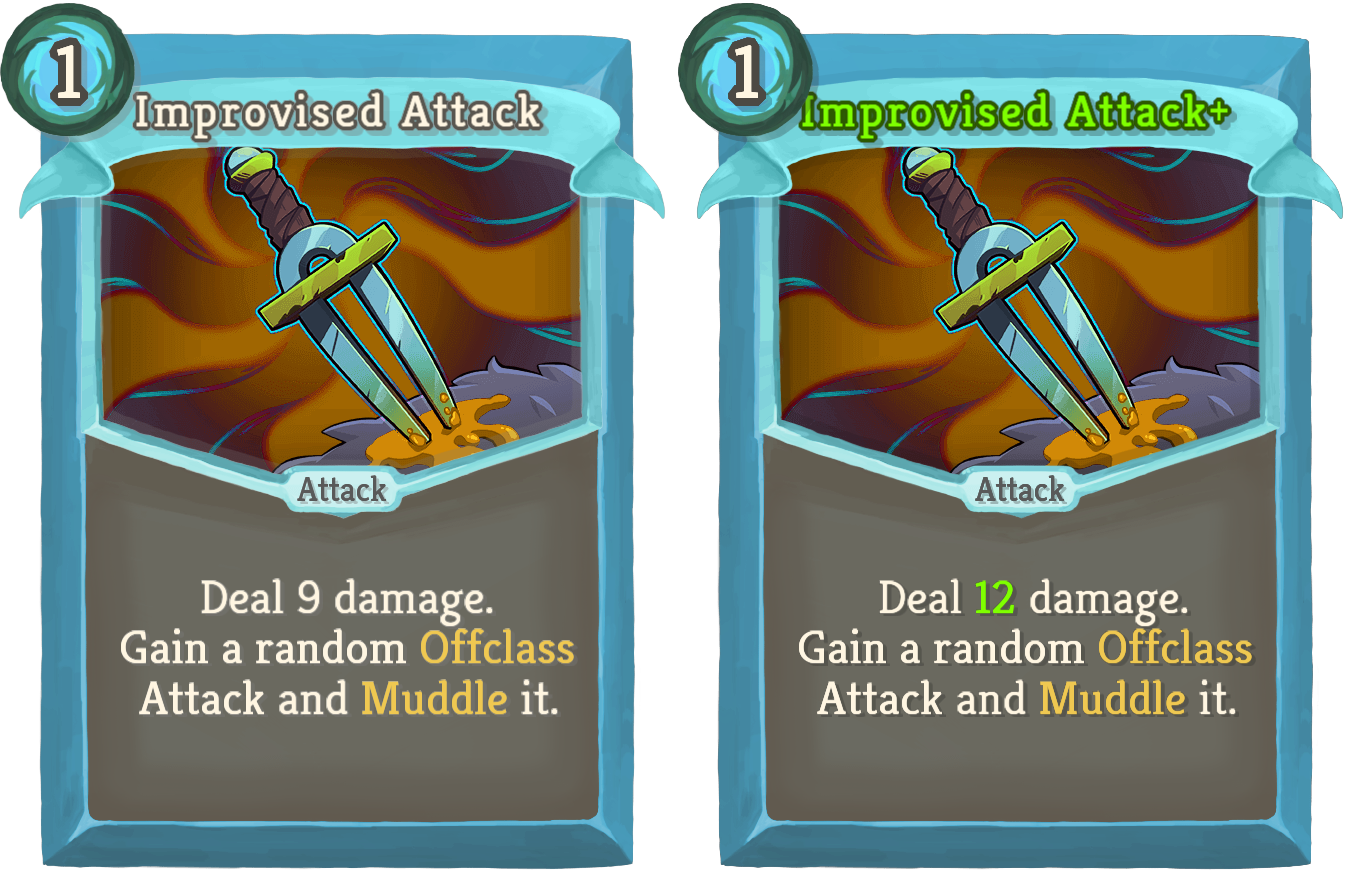 1
Improvised Attack
Attack
Deal 9 damage.
Gain a random Offclass
Attack and Muddle it.
1
Improvised Attack+
Attack
Deal 12 damage.
Gain a random Offclass
Attack and Muddle it.